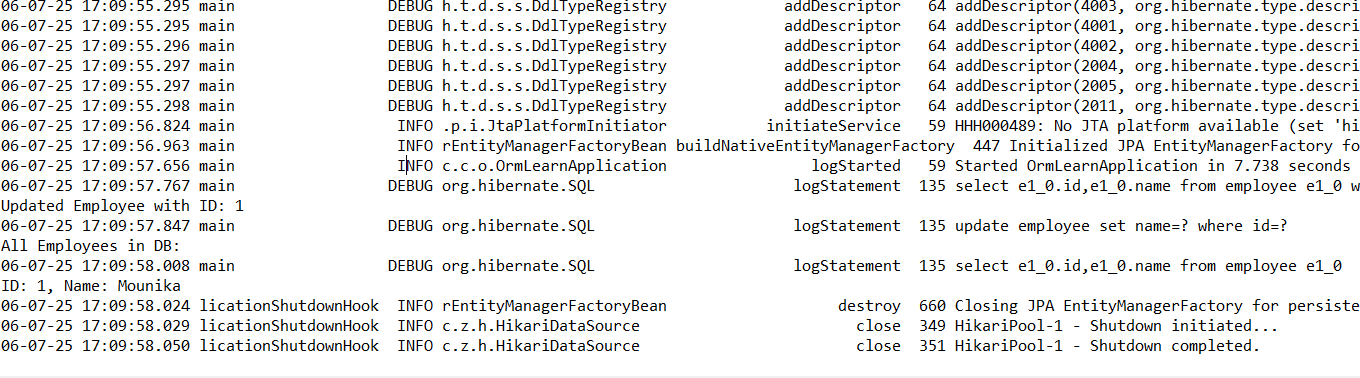 06-07-25 17:09:55.295 main DEBUG h.t.d.s.s.DdlTypeRegistry addDescriptor 64 addDescriptor(4003, org.hibernate.type.descri
06-07-25 17:09:55.295 main DEBUG h.t.d.s.s.DdlTypeRegistry addDescriptor 64 addDescriptor(4001, org.hibernate.type.descri
06-07-25 17:09:55.296 main DEBUG h.t.d.s.s.DdlTypeRegistry addDescriptor 64 addDescriptor(4002, org.hibernate.type.descri
06-07-25 17:09:55.297 main DEBUG h.t.d.s.s.DdlTypeRegistry addDescriptor 64 addDescriptor(2004, org.hibernate.type.descri
06-07-25 17:09:55.297 main DEBUG h.t.d.s.s.DdlTypeRegistry addDescriptor 64 addDescriptor(2005, org.hibernate.type.descri
06-07-25 17:09:55.298 main DEBUG h.t.d.s.s.DdlTypeRegistry addDescriptor 64 addDescriptor(2011, org.hibernate.type.descri
06-07-25 17:09:56.824 main INFO .p.i.JtaPlatformInitiator initiateService 59 HHH000489: No JTA platform available (set 'hi
06-07-25 17:09:56.963 main INFO rEntityManagerFactoryBean buildNativeEntityManagerFactory 447 Initialized JPA EntityManagerFactory fo
06-07-25 17:09:57.656 main INFO c.c.o.OrmLearnApplication logStarted 59 Started OrmLearnApplication in 7.738 seconds
06-07-25 17:09:57.767 main DEBUG org.hibernate.SQL logStatement 135 select e1_0.id,e1_0.name from employee e1_0 w
Updated Employee with ID: 1
06-07-25 17:09:57.847 main DEBUG org.hibernate.SQL logStatement 135 update employee set name=? where id=?
All Employees in DB:
06-07-25 17:09:58.008 main DEBUG org.hibernate.SQL logStatement 135 select e1_0.id,e1_0.name from employee e1_0
ID: 1, Name: Mounika
06-07-25 17:09:58.024 licationShutdownHook INFO rEntityManagerFactoryBean destroy 660 Closing JPA EntityManagerFactory for persiste
06-07-25 17:09:58.029 licationShutdownHook INFO c.z.h.HikariDataSource close 349 HikariPool-1 - Shutdown initiated...
06-07-25 17:09:58.050 licationShutdownHook INFO c.z.h.HikariDataSource close 351 HikariPool-1 - Shutdown completed.